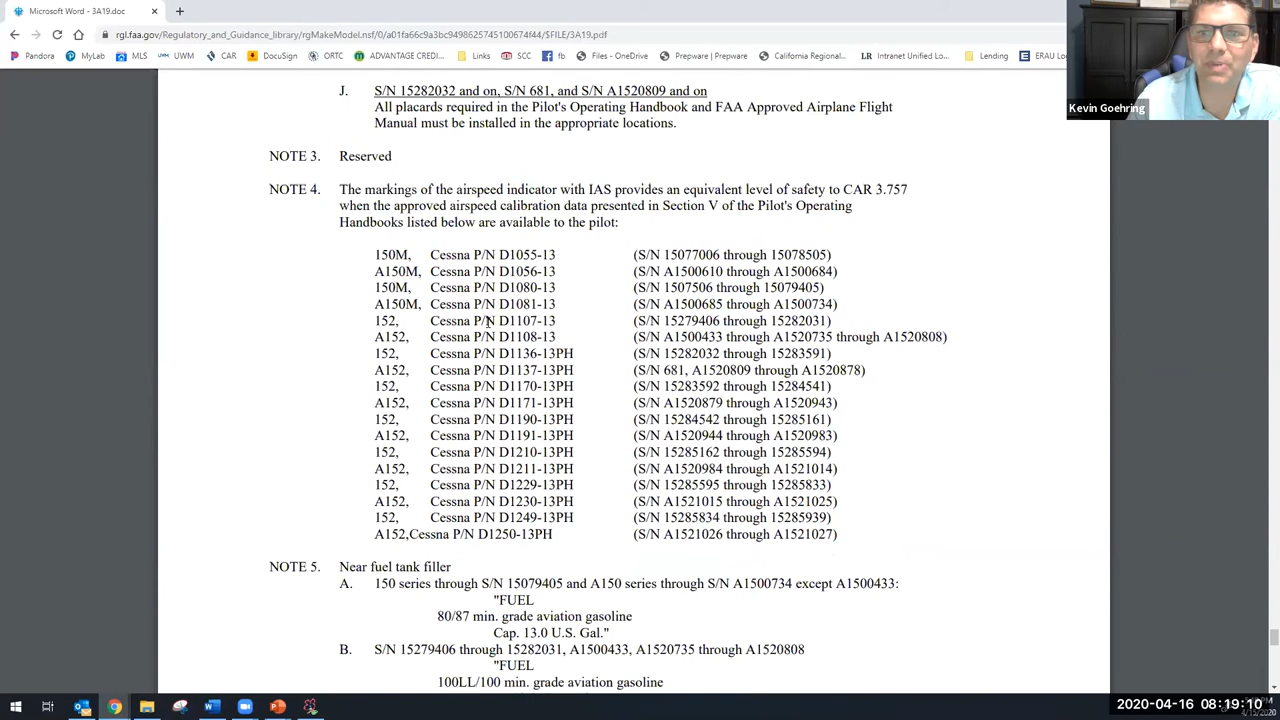 Microsoft Word - 3A19.doc
rgl.faa.gov/Regulatory_and_Guidance_library/rgMakeModel.nsf/0/a01fa66c9a3bc9498625745100674f44/$FILE/3A19.pdf
Pandora MyLab MLS UWM CAR DocuSign ORTC ADVANTAGE CREDIT... Links SCC fb Files - OneDrive Prepware | Prepware California Regional... Intranet Unified Lo... Lending ERAU
Kevin Goehring
J. S/N 15282032 and on, S/N 681, and S/N A1520809 and on
All placards required in the Pilot's Operating Handbook and FAA Approved Airplane Flight
Manual must be installed in the appropriate locations.
NOTE 3. Reserved
NOTE 4. The markings of the airspeed indicator with IAS provides an equivalent level of safety to CAR 3.757
when the approved airspeed calibration data presented in Section V of the Pilot's Operating
Handbooks listed below are available to the pilot:
150M, Cessna P/N D1055-13 (S/N 15077006 through 15078505)
A150M, Cessna P/N D1056-13 (S/N A1500610 through A1500684)
150M, Cessna P/N D1080-13 (S/N 1507506 through 15079405)
A150M, Cessna P/N D1081-13 (S/N A1500685 through A1500734)
152, Cessna P/N D1107-13 (S/N 15279406 through 15282031)
A152, Cessna P/N D1108-13 (S/N A1500433 through A1520735 through A1520808)
152, Cessna P/N D1136-13PH (S/N 15282032 through 15283591)
A152, Cessna P/N D1137-13PH (S/N 681, A1520809 through A1520878)
152, Cessna P/N D1170-13PH (S/N 15283592 through 15284541)
A152, Cessna P/N D1171-13PH (S/N A1520879 through A1520943)
152, Cessna P/N D1190-13PH (S/N 15284542 through 15285161)
A152, Cessna P/N D1191-13PH (S/N A1520944 through A1520983)
152, Cessna P/N D1210-13PH (S/N 15285162 through 15285594)
A152, Cessna P/N D1211-13PH (S/N A1520984 through A1521014)
152, Cessna P/N D1229-13PH (S/N 15285595 through 15285833)
A152, Cessna P/N D1230-13PH (S/N A1521015 through A1521025)
152, Cessna P/N D1249-13PH (S/N 15285834 through 15285939)
A152,Cessna P/N D1250-13PH (S/N A1521026 through A1521027)
NOTE 5. Near fuel tank filler
A. 150 series through S/N 15079405 and A150 series through S/N A1500734 except A1500433:
"FUEL
80/87 min. grade aviation gasoline
Cap. 13.0 U.S. Gal."
B. S/N 15279406 through 15282031, A1500433, A1520735 through A1520808
"FUEL
100LL/100 min. grade aviation gasoline
2020-04-16 08:19:10